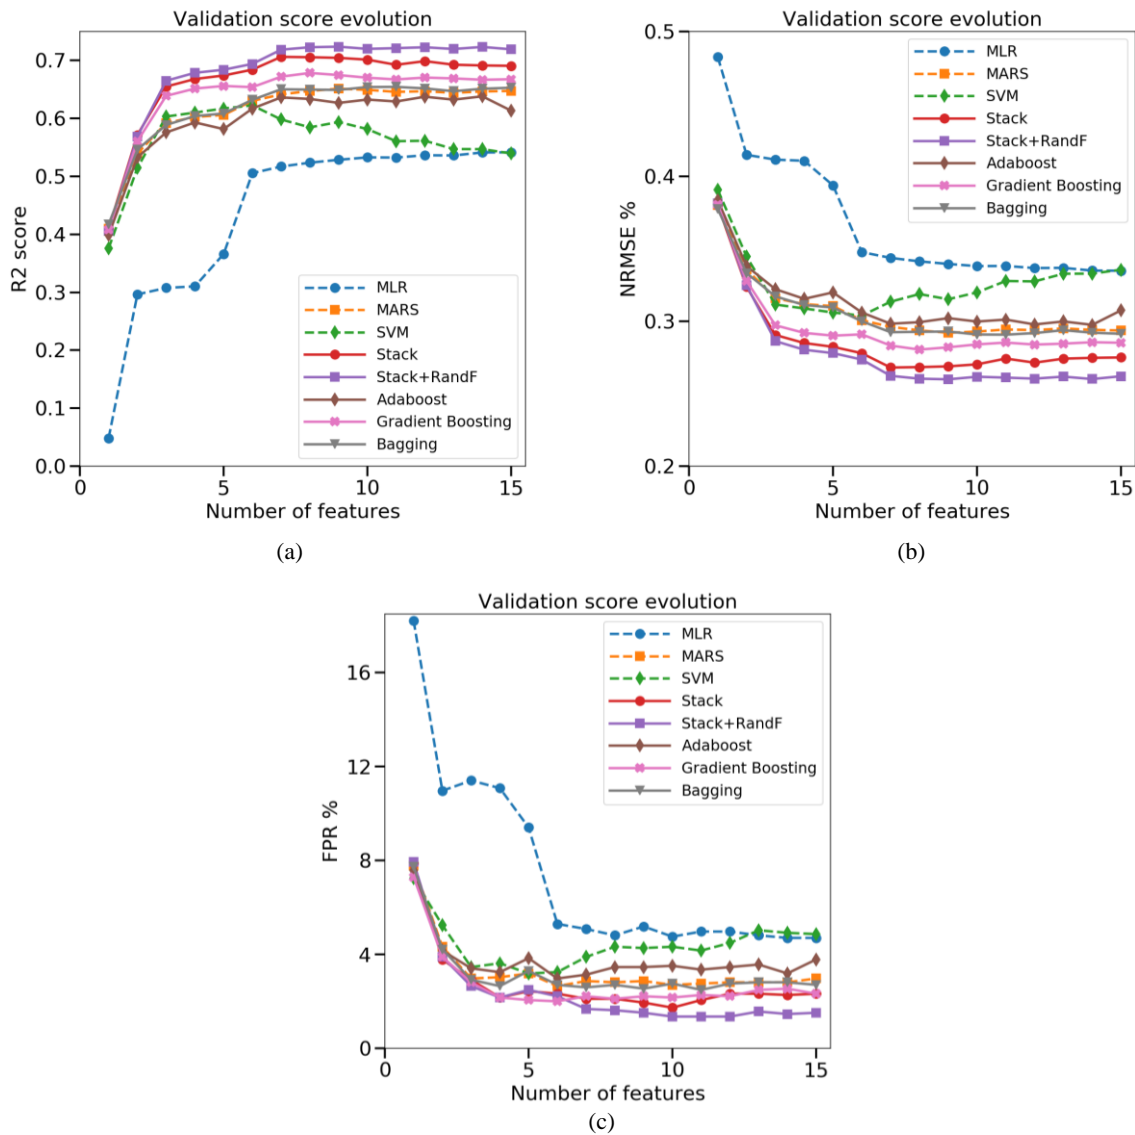 Validation score evolution
R2 score
0.7
0.6
0.5
0.4
0.3
0.2
0.1
0.0
MLR
MARS
SVM
Stack
Stack+RandF
Adaboost
Gradient Boosting
Bagging
0 5 10 15
Number of features
(a)
Validation score evolution
NRMSE %
0.5
0.4
0.3
0.2
MLR
MARS
SVM
Stack
Stack+RandF
Adaboost
Gradient Boosting
Bagging
0 5 10 15
Number of features
(b)
Validation score evolution
FPR %
16
12
8
4
0
MLR
MARS
SVM
Stack
Stack+RandF
Adaboost
Gradient Boosting
Bagging
0 5 10 15
Number of features
(c)